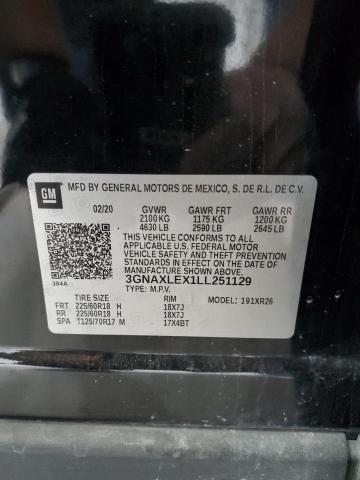 GM
MFD BY GENERAL MOTORS DE MEXICO, S. DE R.L. DE C.V.
02/20 GVWR GAWR FRT GAWR RR
2100 KG 1175 KG 1200 KG
4630 LB 2590 LB 2645 LB
THIS VEHICLE CONFORMS TO ALL
APPLICABLE U.S. FEDERAL MOTOR
VEHICLE SAFETY, BUMPER, AND THEFT
PREVENTION STANDARDS IN EFFECT ON THE DATE OF
MANUFACTURE SHOWN ABOVE.
384A 3GNAXLEX1LL251129
TYPE: M.P.V.
TIRE SIZE RIM 191XR26
FRT 225/60R18 H 18X7J
RR 225/60R18 H 18X7J
SPA T125/70R17 M 17X4BT